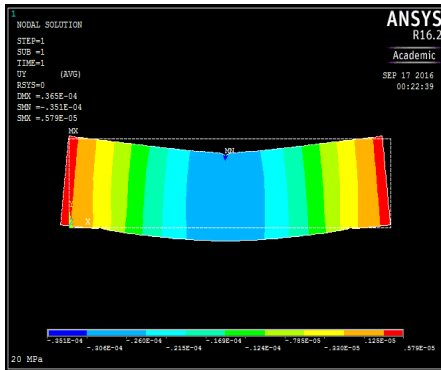 1
NODAL SOLUTION
STEP=1
SUB =1
TIME=1
UY (AVG)
RSYS=0
DMX =.365E-04
SMN =-.351E-04
SMX =.579E-05
ANSYS
R16.2
Academic
SEP 17 2016
00:22:39
MX
MN
X
-.351E-04 -.260E-04 -.169E-04 -.785E-05 .125E-05
-.306E-04 -.215E-04 -.124E-04 -.330E-05 .579E-05
20 MPa